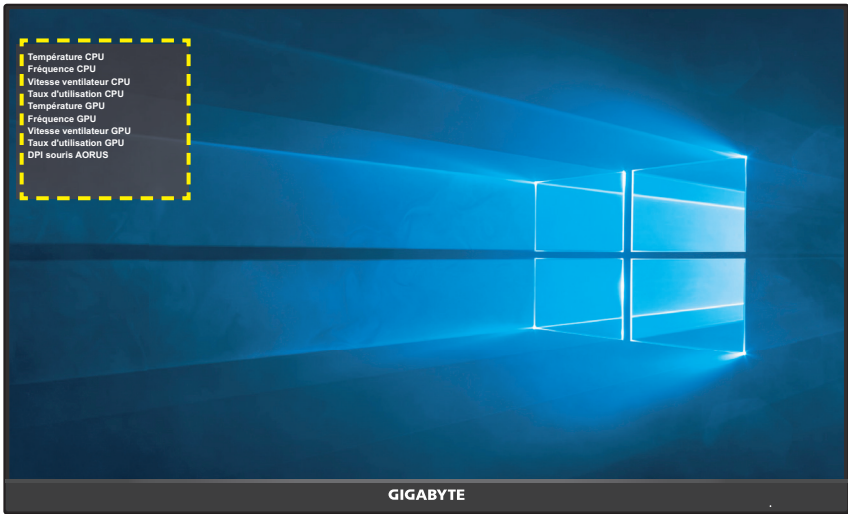 Température CPU
Fréquence CPU
Vitesse ventilateur CPU
Taux d'utilisation CPU
Température GPU
Fréquence GPU
Vitesse ventilateur GPU
Taux d'utilisation GPU
DPI souris AORUS
GIGABYTE